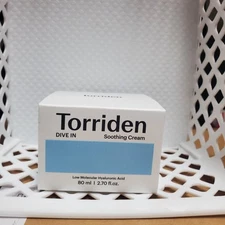 Torriden
DIVE IN Soothing Cream
Low Molecular Hyaluronic Acid
80 ml I 2.70 fl.oz.